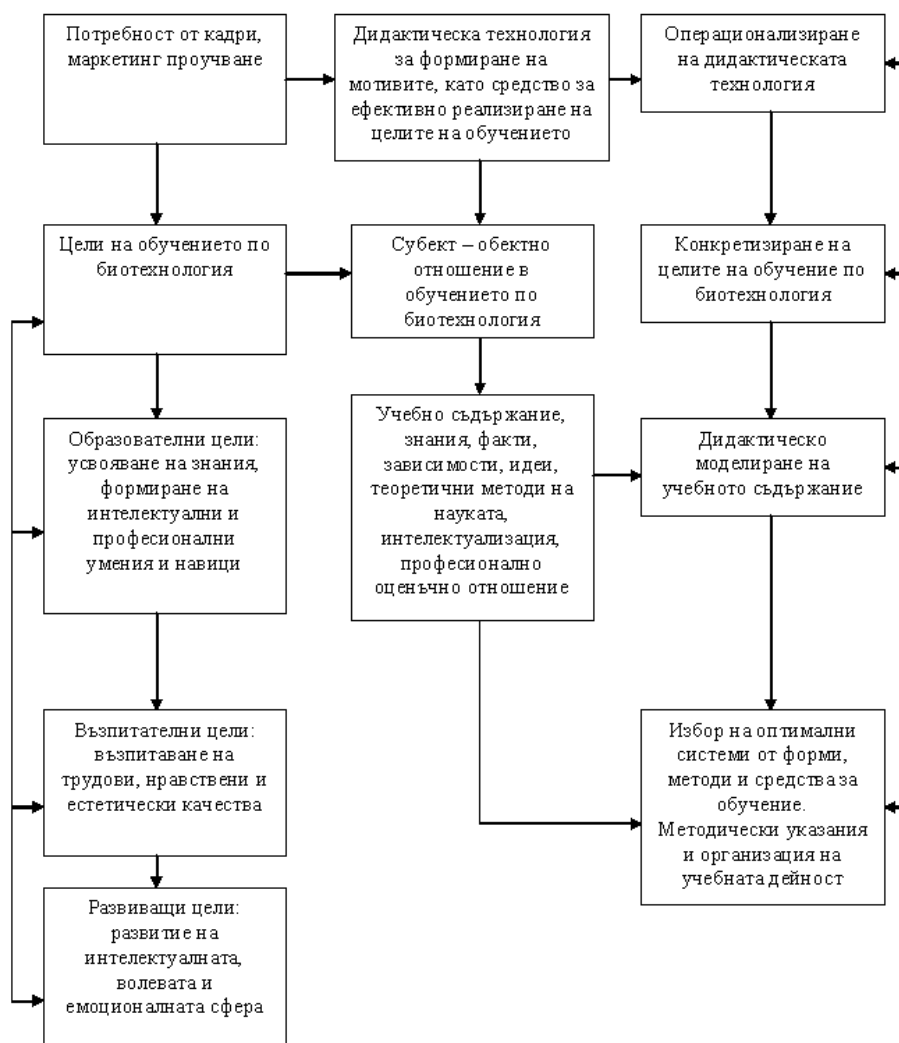 Потребност от кадри,
маркетинг проучване
Дидактическа технология
за формиране на
мотивите, като средство за
ефективно реализиране на
целите на обучението
Операционализиране
на дидактическата
технология
Цели на обучението по
биотехнология
Субект – обектно
отношение в
обучението по
биотехнология
Конкретизиране на
целите на обучение по
биотехнология
Образователни цели:
усвояване на знания,
формиране на
интелектуални и
професионални
умения и навици
Учебно съдържание,
знания, факти,
зависимости, идеи,
теоретични методи на
науката,
интелектуализация,
професионално
оценъчно отношение
Дидактическо
моделиране на
учебното съдържание
Възпитателни цели:
възпитаване на
трудови, нравствени и
естетически качества
Избор на оптимални
системи от форми,
методи и средства за
обучение.
Методически указания
и организация на
учебната дейност
Развиващи цели:
развитие на
интелектуалната,
волевата и
емоционалната сфера